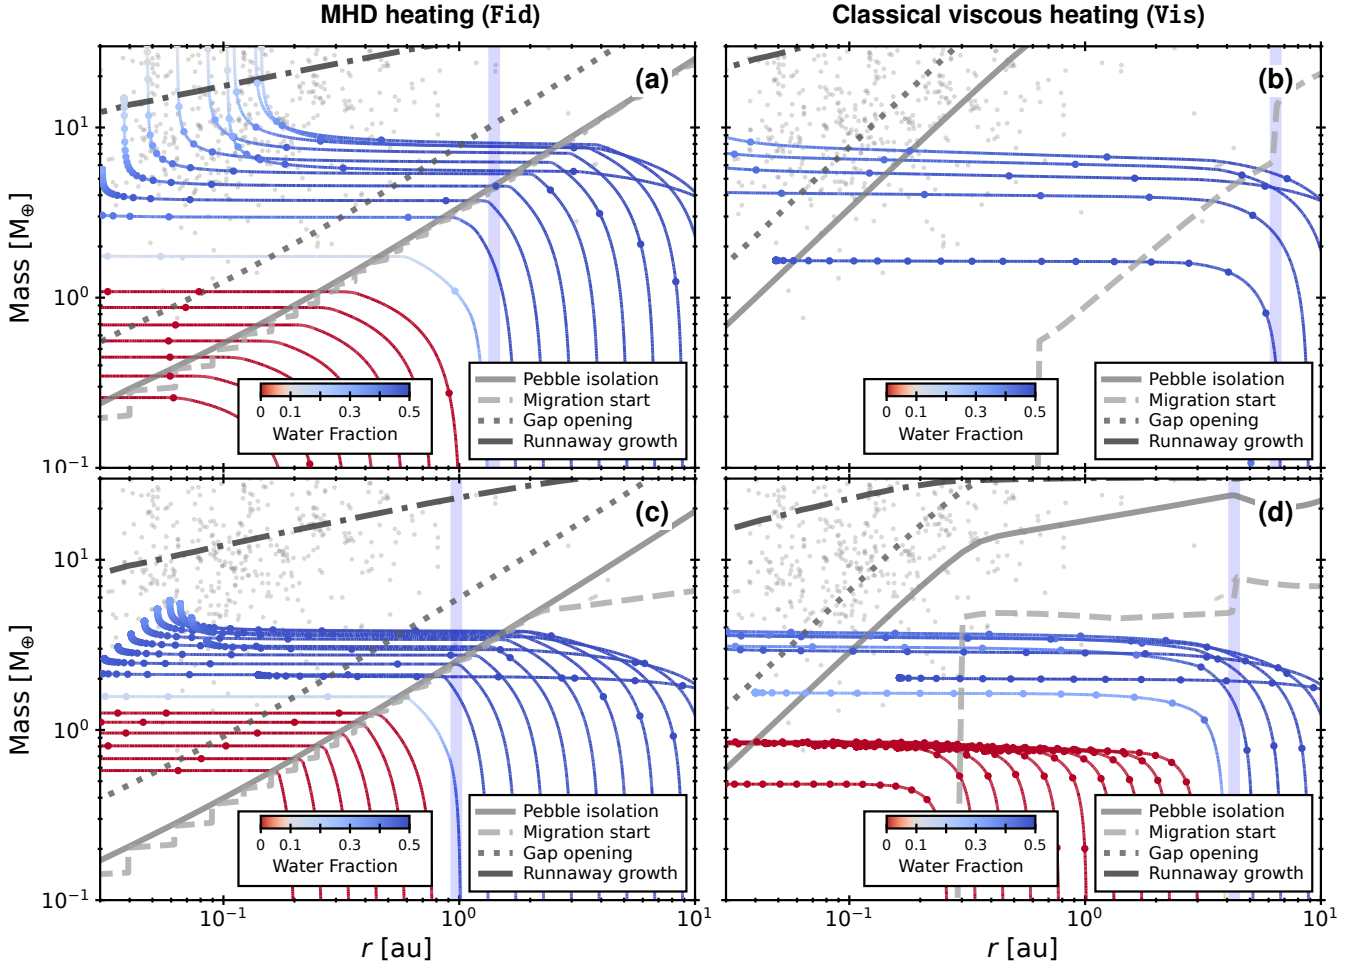 MHD heating (Fid)
Classical viscous heating (Vis)
(a)
(b)
Mass [M⊕]
10¹
10⁰
10⁻¹
0 0.1 0.3 0.5
Water Fraction
Pebble isolation
Migration start
Gap opening
Runnaway growth
0 0.1 0.3 0.5
Water Fraction
Pebble isolation
Migration start
Gap opening
Runnaway growth
(c)
(d)
Mass [M⊕]
10¹
10⁰
10⁻¹
0 0.1 0.3 0.5
Water Fraction
Pebble isolation
Migration start
Gap opening
Runnaway growth
0 0.1 0.3 0.5
Water Fraction
Pebble isolation
Migration start
Gap opening
Runnaway growth
10⁻¹ 10⁰ 10¹
10⁻¹ 10⁰ 10¹
r [au]
r [au]